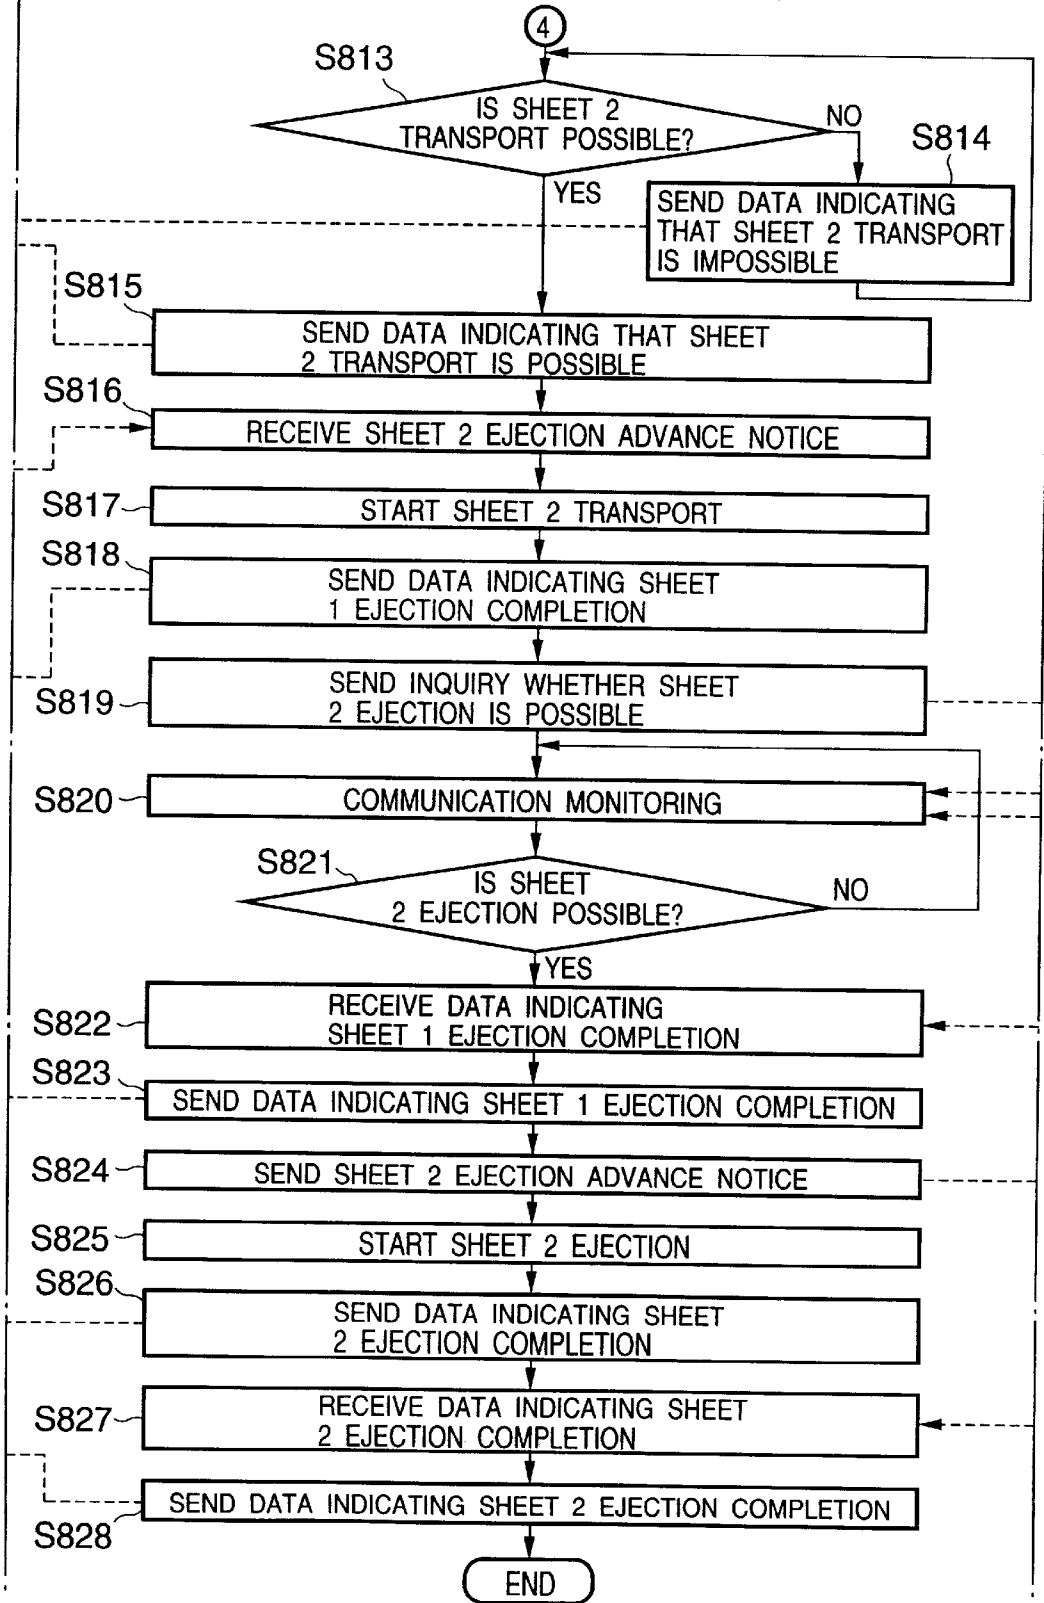 4
S813
IS SHEET 2
TRANSPORT POSSIBLE?
NO
S814
YES
SEND DATA INDICATING
THAT SHEET 2 TRANSPORT
IS IMPOSSIBLE
S815
SEND DATA INDICATING THAT SHEET
2 TRANSPORT IS POSSIBLE
S816
RECEIVE SHEET 2 EJECTION ADVANCE NOTICE
S817
START SHEET 2 TRANSPORT
S818
SEND DATA INDICATING SHEET
1 EJECTION COMPLETION
S819
SEND INQUIRY WHETHER SHEET
2 EJECTION IS POSSIBLE
S820
COMMUNICATION MONITORING
S821
IS SHEET
2 EJECTION POSSIBLE?
NO
YES
S822
RECEIVE DATA INDICATING
SHEET 1 EJECTION COMPLETION
S823
SEND DATA INDICATING SHEET 1 EJECTION COMPLETION
S824
SEND SHEET 2 EJECTION ADVANCE NOTICE
S825
START SHEET 2 EJECTION
S826
SEND DATA INDICATING SHEET
2 EJECTION COMPLETION
S827
RECEIVE DATA INDICATING SHEET
2 EJECTION COMPLETION
SEND DATA INDICATING SHEET 2 EJECTION COMPLETION
S828
END